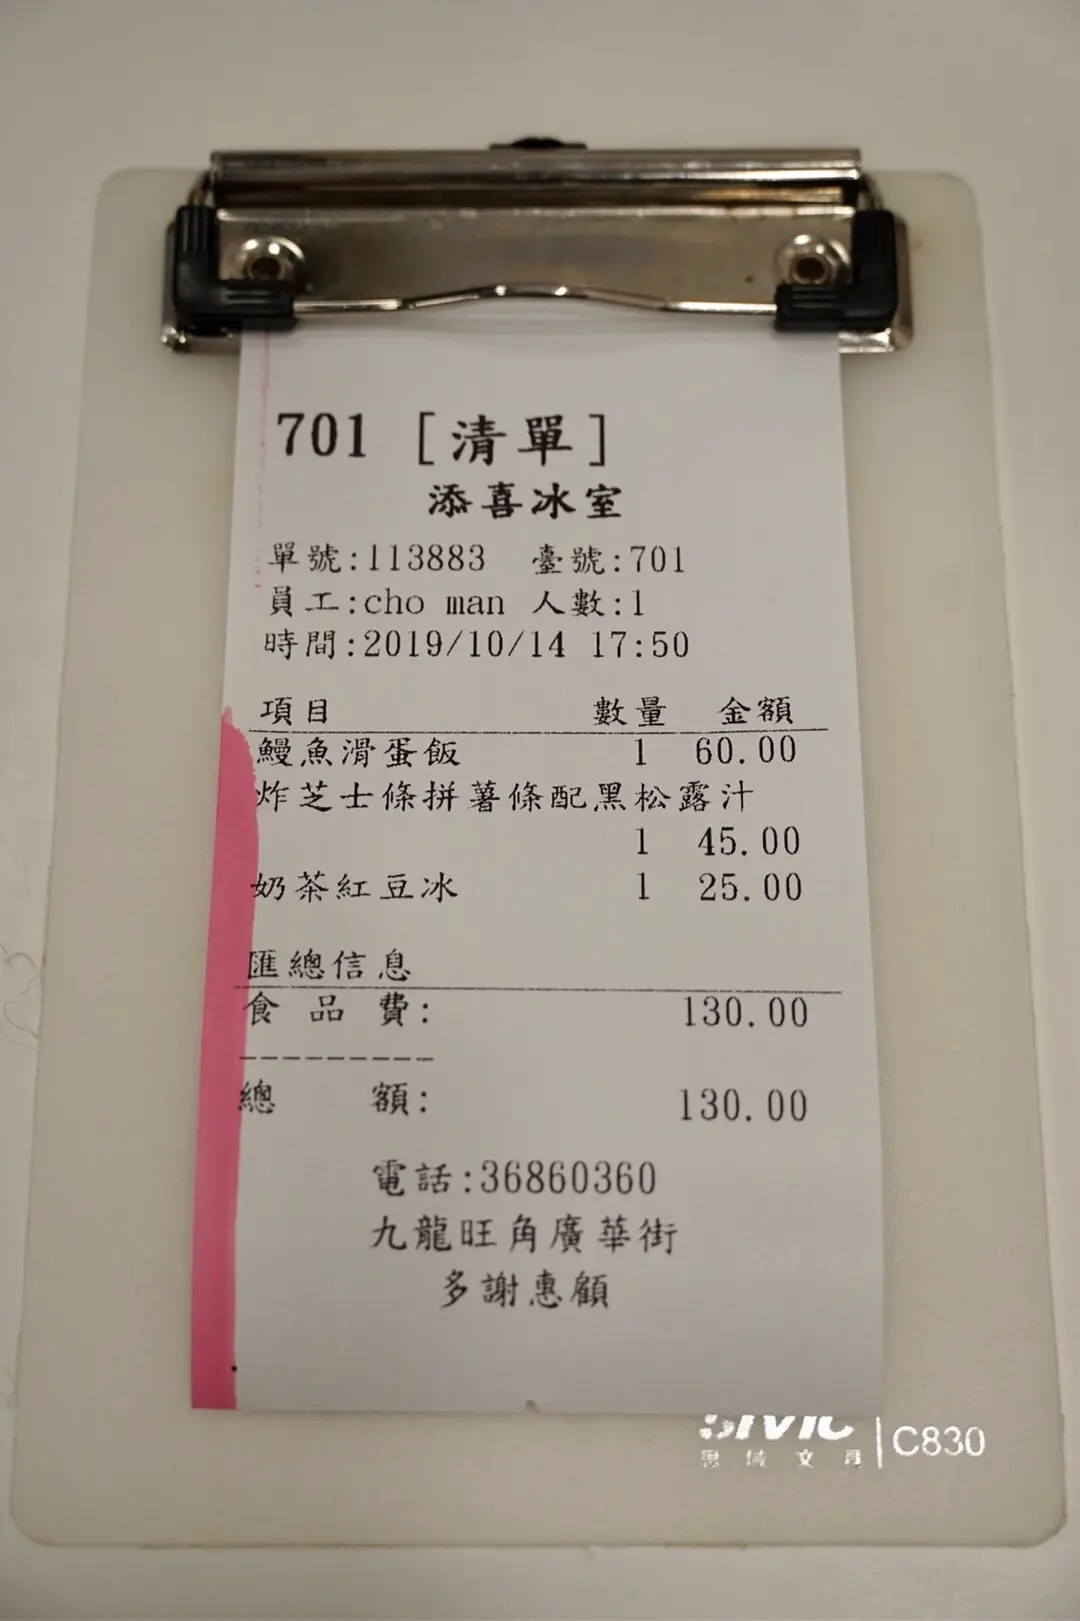 701 [清單]
添喜冰室
單號:113883 臺號:701
員工:cho man 人數:1
時間:2019/10/14 17:50
項目 數量 金額
鰻魚滑蛋飯 1 60.00
炸芝士條拼薯條配黑松露汁
1 45.00
奶茶紅豆冰 1 25.00
匯總信息
食品費: 130.00
---------
總額: 130.00
電話:36860360
九龍旺角廣華街
多謝惠顧
C830
思域文具